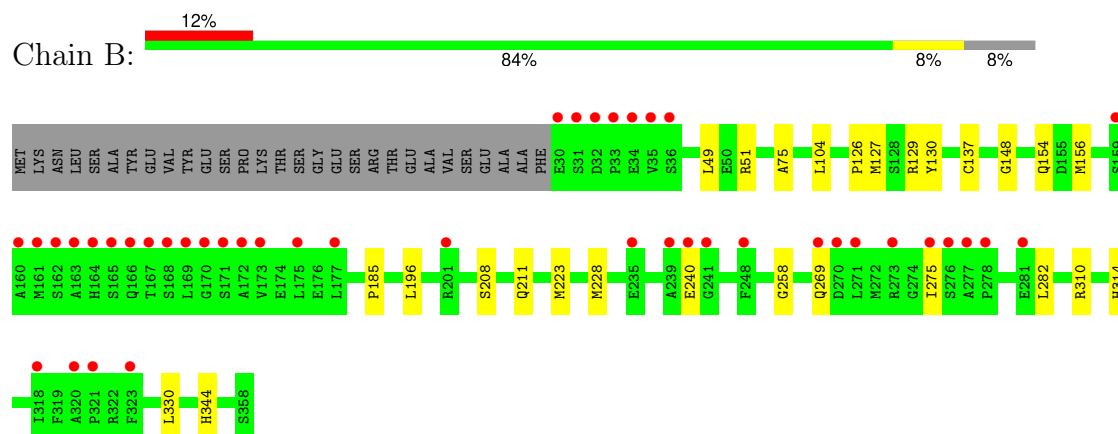 12%
Chain B:
84% 8% 8%
MET LYS ASN LEU SER ALA TYR GLU VAL TYR GLU SER PRO LYS THR SER GLY GLU SER ARG THR GLU ALA VAL SER GLU ALA ALA PHE E30 S31 D32 P33 E34 V35 S36 L49 E50 R51 A75 L104 P126 M127 S128 R129 Y130 C137 G148 Q154 D155 M156 S159
A160 M161 S162 A163 H164 S165 Q166 T167 S168 L169 G170 S171 A172 V173 E174 L175 E176 L177 P185 L196 R201 S208 Q211 M223 M228 E235 A239 E240 G241 F248 G258 Q269 D270 L271 M272 R273 G274 I275 S276 A277 P278 E281 L282 R310 H314
I318 F319 A320 P321 R322 F323 L330 H344 S358